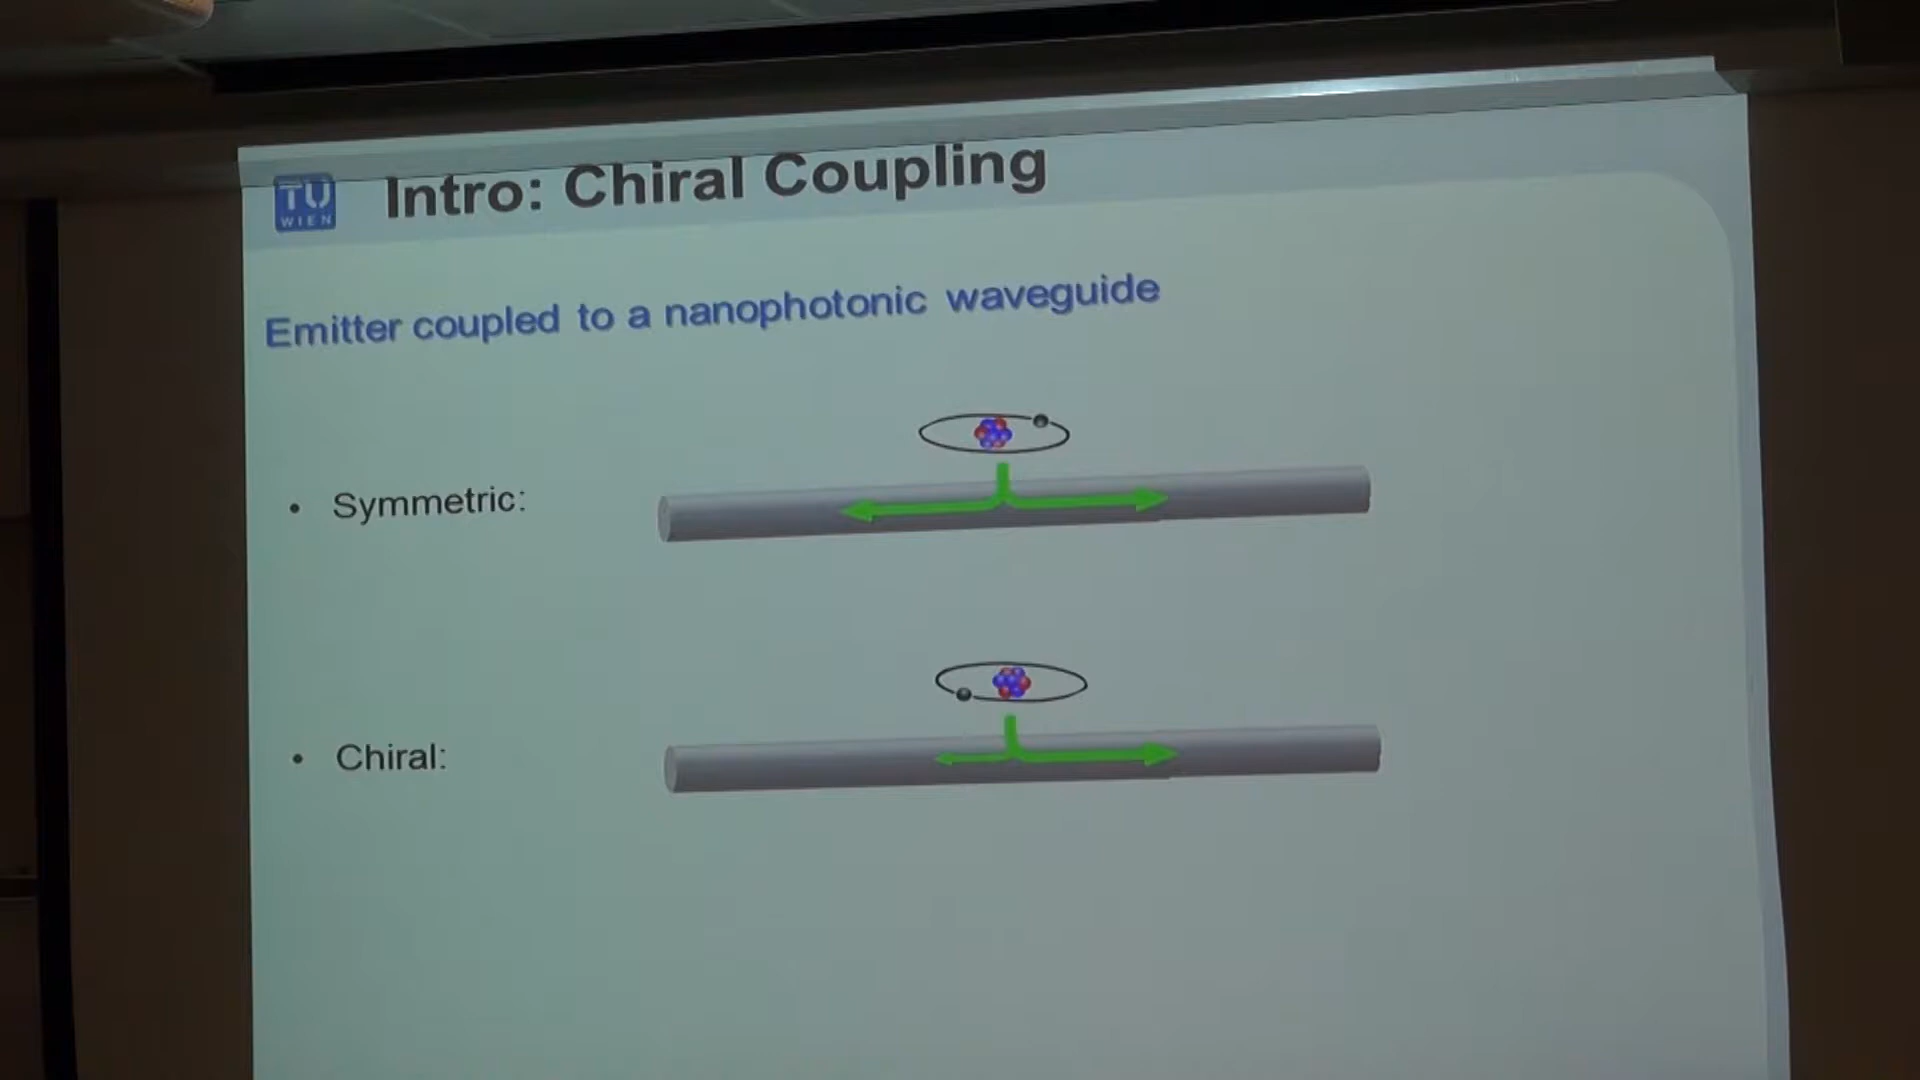 TU
WIEN
Intro: Chiral Coupling
Emitter coupled to a nanophotonic waveguide
• Symmetric:
• Chiral: